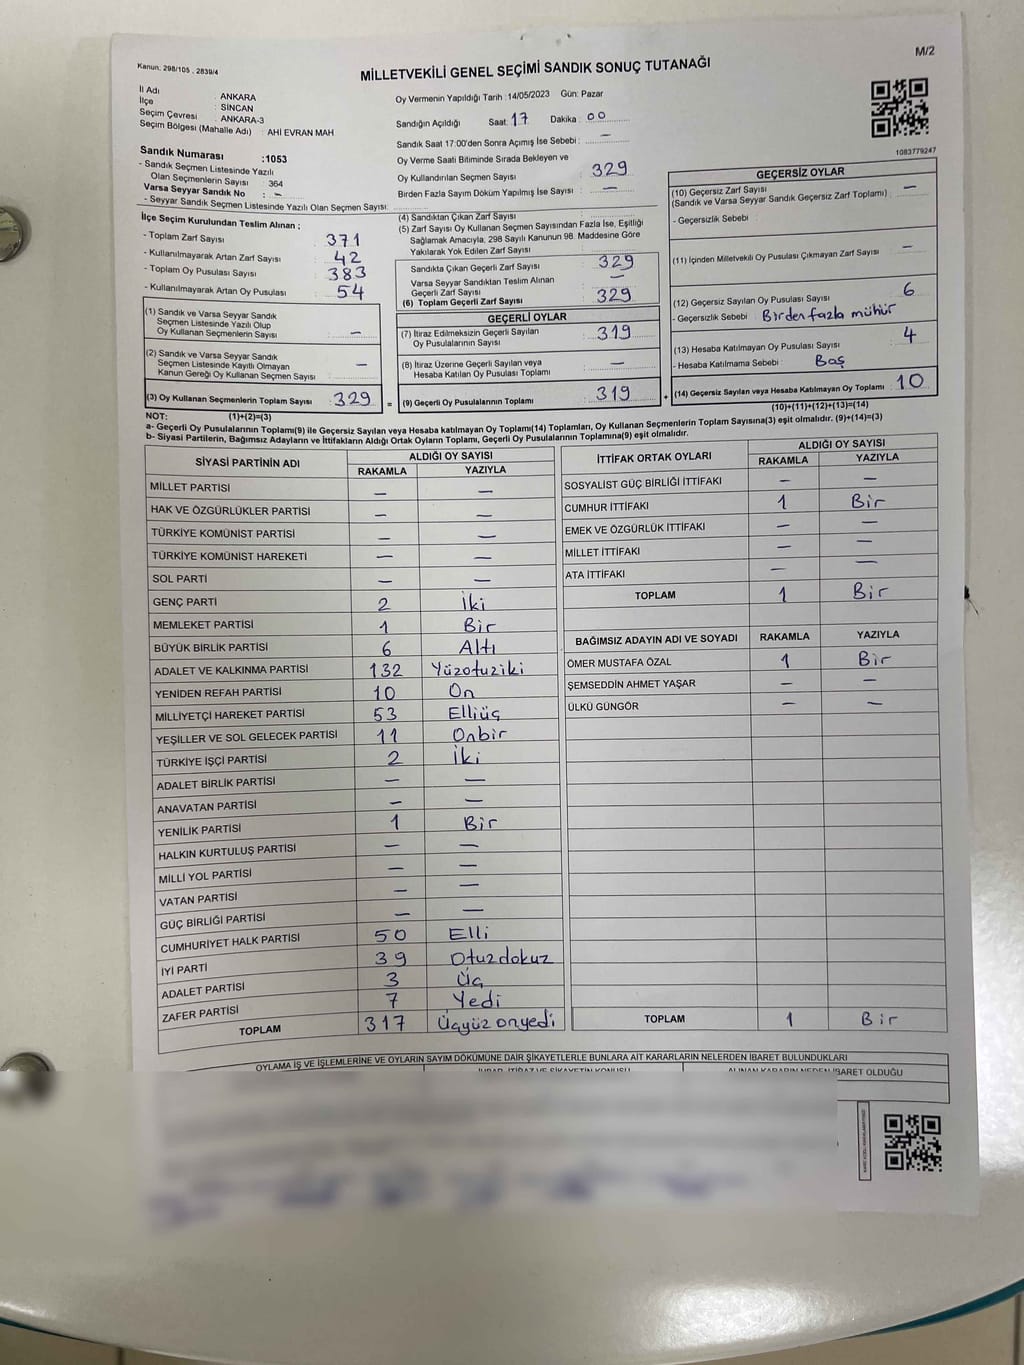 M/2
Kanun. 298/105 , 2839/4
MİLLETVEKİLİ GENEL SEÇİMİ SANDIK SONUÇ TUTANAĞI
İl Adı : ANKARA
İlçe : SİNCAN
Seçim Çevresi : ANKARA-3
Seçim Bölgesi (Mahalle Adı) : AHİ EVRAN MAH
Oy Vermenin Yapıldığı Tarih :14/05/2023 Gün: Pazar
Sandığın Açıldığı Saat: 17 Dakika : 00
Sandık Saat 17:00'den Sonra Açımış İse Sebebi : —
Oy Verme Saati Bitiminde Sırada Bekleyen ve
Oy Kullandırılan Seçmen Sayısı : 329
Birden Fazla Sayım Döküm Yapılmış İse Sayısı : —
1083779247
Sandık Numarası :1053
- Sandık Seçmen Listesinde Yazılı
Olan Seçmenlerin Sayısı : 364
Varsa Seyyar Sandık No : —
- Seyyar Sandık Seçmen Listesinde Yazılı Olan Seçmen Sayısı:
İlçe Seçim Kurulundan Teslim Alınan ;
- Toplam Zarf Sayısı : 371
- Kullanılmayarak Artan Zarf Sayısı : 42
- Toplam Oy Pusulası Sayısı : 383
- Kullanılmayarak Artan Oy Pusulası : 54
(1) Sandık ve Varsa Seyyar Sandık
Seçmen Listesinde Yazılı Olup
Oy Kullanan Seçmenlerin Sayısı : —
(2) Sandık ve Varsa Seyyar Sandık
Seçmen Listesinde Kayıtlı Olmayan
Kanun Gereği Oy Kullanan Seçmen Sayısı : —
(3) Oy Kullanan Seçmenlerin Toplam Sayısı : 329 =
(4) Sandıktan Çıkan Zarf Sayısı :
(5) Zarf Sayısı Oy Kullanan Seçmen Sayısından Fazla İse, Eşitliği
Sağlamak Amacıyla, 298 Sayılı Kanunun 98. Maddesine Göre
Yakılarak Yok Edilen Zarf Sayısı :
Sandıkta Çıkan Geçerli Zarf Sayısı : 329
Varsa Seyyar Sandıktan Teslim Alınan
Geçerli Zarf Sayısı : —
(6) Toplam Geçerli Zarf Sayısı : 329
GEÇERLİ OYLAR
(7) İtiraz Edilmeksizin Geçerli Sayılan
Oy Pusulalarının Sayısı : 319
(8) İtiraz Üzerine Geçerli Sayılan veya
Hesaba Katılan Oy Pusulası Toplamı : —
(9) Geçerli Oy Pusulalarının Toplamı : 319 +
GEÇERSİZ OYLAR
(10) Geçersiz Zarf Sayısı : —
(Sandık ve Varsa Seyyar Sandık Geçersiz Zarf Toplamı)
- Geçersizlik Sebebi :
(11) İçinden Milletvekili Oy Pusulası Çıkmayan Zarf Sayısı : —
(12) Geçersiz Sayılan Oy Pusulası Sayısı : 6
- Geçersizlik Sebebi : Birden fazla mühür
(13) Hesaba Katılmayan Oy Pusulası Sayısı : 4
- Hesaba Katılmama Sebebi : Boş
(14) Geçersiz Sayılan veya Hesaba Katılmayan Oy Toplamı : 10
NOT: (1)+(2)=(3)
(10)+(11)+(12)+(13)=(14)
a- Geçerli Oy Pusulalarının Toplamı(9) ile Geçersiz Sayılan veya Hesaba katılmayan Oy Toplamı(14) Toplamları, Oy Kullanan Seçmenlerin Toplam Sayısına(3) eşit olmalıdır. (9)+(14)=(3)
b- Siyasi Partilerin, Bağımsız Adayların ve İttifakların Aldığı Ortak Oyların Toplamı, Geçerli Oy Pusulalarının Toplamına(9) eşit olmalıdır.
SİYASİ PARTİNİN ADI ALDIĞI OY SAYISI
RAKAMLA YAZIYLA
MİLLET PARTİSİ — —
HAK VE ÖZGÜRLÜKLER PARTİSİ — —
TÜRKİYE KOMÜNİST PARTİSİ — —
TÜRKİYE KOMÜNİST HAREKETİ — —
SOL PARTİ — —
GENÇ PARTİ 2 İki
MEMLEKET PARTİSİ 1 Bir
BÜYÜK BİRLİK PARTİSİ 6 Altı
ADALET VE KALKINMA PARTİSİ 132 Yüzotuziki
YENİDEN REFAH PARTİSİ 10 On
MİLLİYETÇİ HAREKET PARTİSİ 53 Elliüç
YEŞİLLER VE SOL GELECEK PARTİSİ 11 Onbir
TÜRKİYE İŞÇİ PARTİSİ 2 İki
ADALET BİRLİK PARTİSİ — —
ANAVATAN PARTİSİ — —
YENİLİK PARTİSİ 1 Bir
HALKIN KURTULUŞ PARTİSİ — —
MİLLİ YOL PARTİSİ — —
VATAN PARTİSİ — —
GÜÇ BİRLİĞİ PARTİSİ — —
CUMHURİYET HALK PARTİSİ 50 Elli
İYİ PARTİ 39 Otuzdokuz
ADALET PARTİSİ 3 Üç
ZAFER PARTİSİ 7 Yedi
TOPLAM 317 Üçyüz onyedi
İTTİFAK ORTAK OYLARI ALDIĞI OY SAYISI
RAKAMLA YAZIYLA
SOSYALİST GÜÇ BİRLİĞİ İTTİFAKI — —
CUMHUR İTTİFAKI 1 Bir
EMEK VE ÖZGÜRLÜK İTTİFAKI — —
MİLLET İTTİFAKI — —
ATA İTTİFAKI — —
TOPLAM 1 Bir
BAĞIMSIZ ADAYIN ADI VE SOYADI RAKAMLA YAZIYLA
ÖMER MUSTAFA ÖZAL 1 Bir
ŞEMSEDDİN AHMET YAŞAR — —
ÜLKÜ GÜNGÖR — —
TOPLAM 1 Bir
OYLAMA İŞ VE İŞLEMLERİNE VE OYLARIN SAYIM DÖKÜMÜNE DAİR ŞİKAYETLERLE BUNLARA AİT KARARLARIN NELERDEN İBARET BULUNDUKLARI
ALINAN KARARIN NEDEN İBARET OLDUĞU